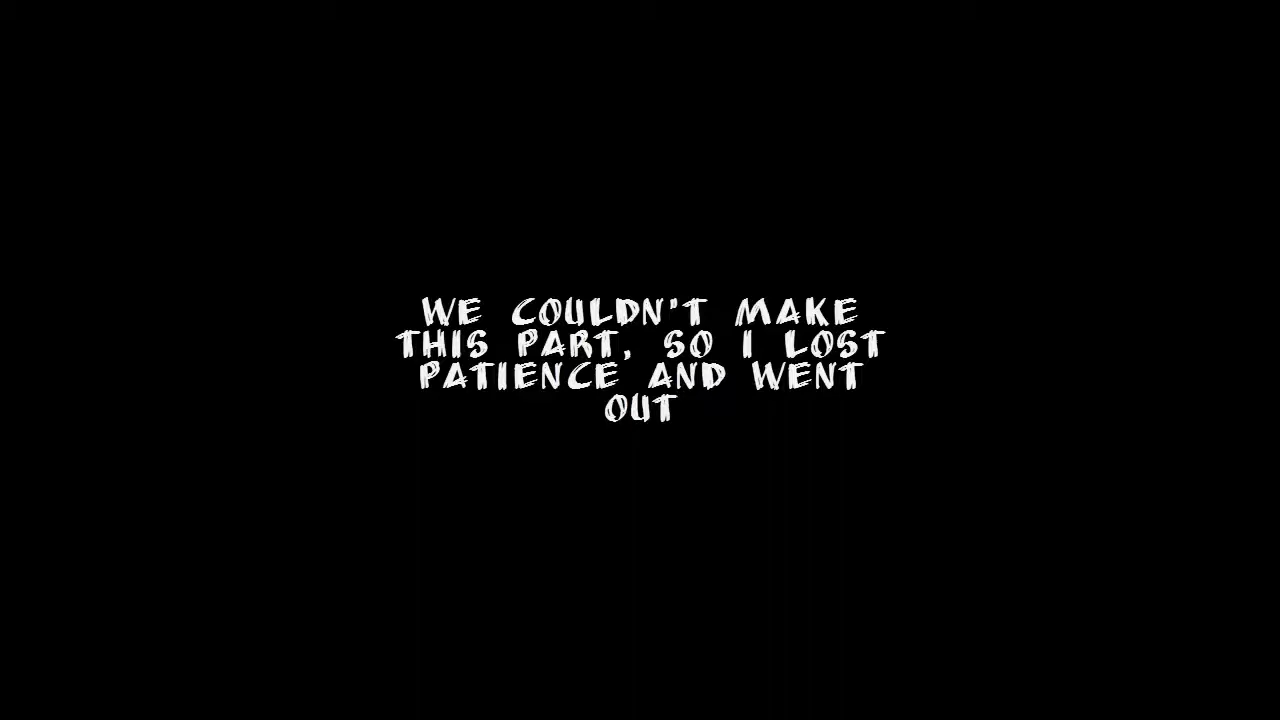 WE COULDN'T MAKE
THIS PART, SO I LOST
PATIENCE AND WENT
OUT